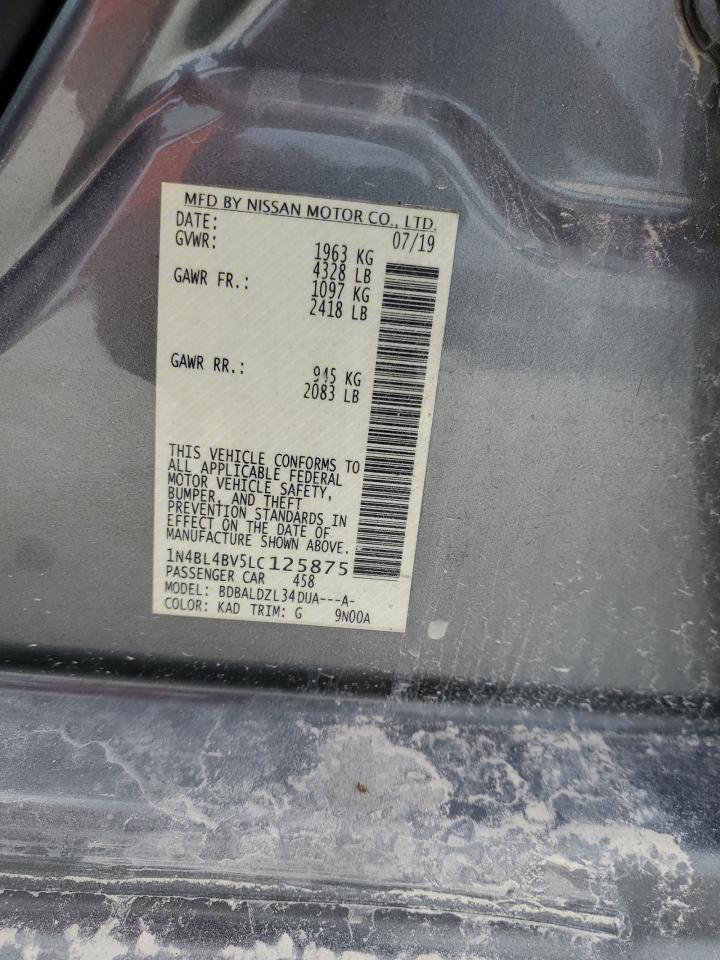 MFD BY NISSAN MOTOR CO., LTD.
DATE: 07/19
GVWR: 1963 KG
4328 LB
GAWR FR.: 1097 KG
2418 LB
GAWR RR.: 945 KG
2083 LB
THIS VEHICLE CONFORMS TO
ALL APPLICABLE FEDERAL
MOTOR VEHICLE SAFETY,
BUMPER, AND THEFT
PREVENTION STANDARDS IN
EFFECT ON THE DATE OF
MANUFACTURE SHOWN ABOVE.
1N4BL4BV5LC125875
PASSENGER CAR 458
MODEL: BDBALDZL34DUA---A-
COLOR: KAD TRIM: G 9N00A